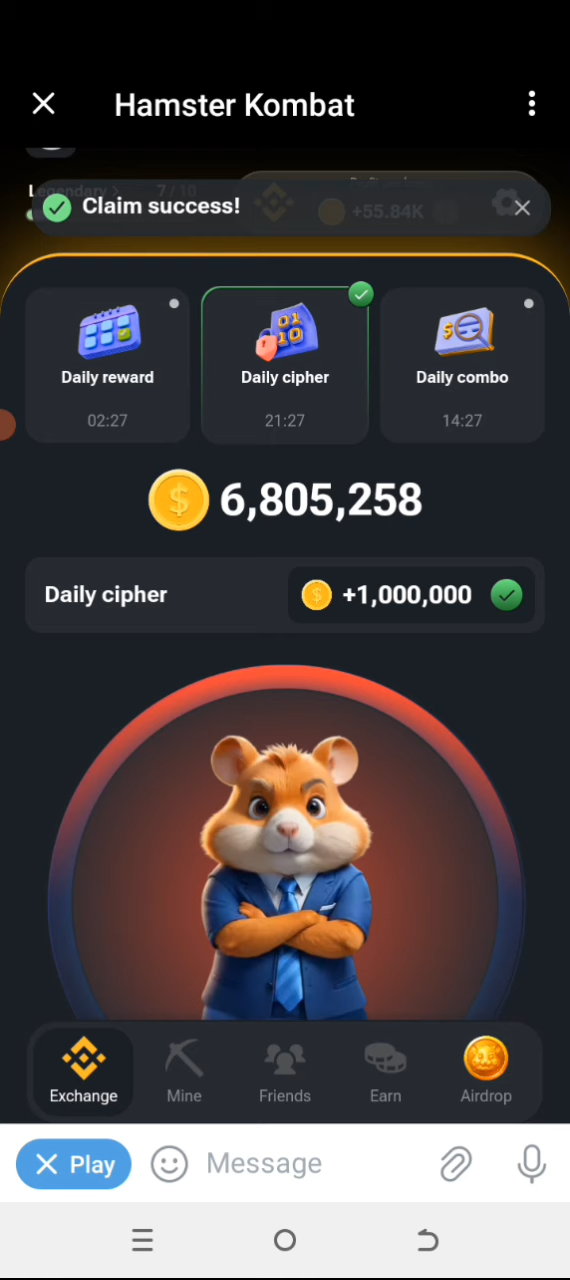 Hamster Kombat
Legendary > 7/10
Claim success!
+55.84K
Daily reward
02:27
Daily cipher
21:27
Daily combo
14:27
6,805,258
Daily cipher
+1,000,000
Exchange
Mine
Friends
Earn
Airdrop
Play
Message